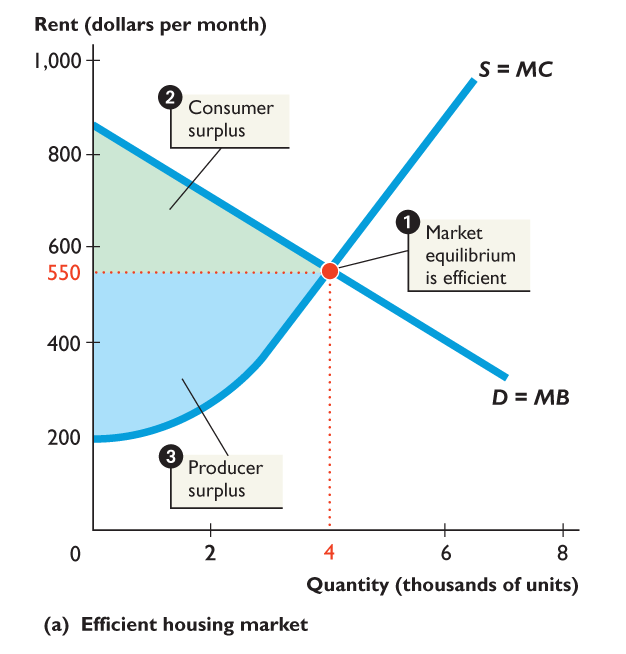 Rent (dollars per month)
1,000
S = MC
2
Consumer
surplus
800
1
Market
equilibrium
is efficient
600
550
400
D = MB
200
3
Producer
surplus
0
2
4
6
8
Quantity (thousands of units)
(a) Efficient housing market